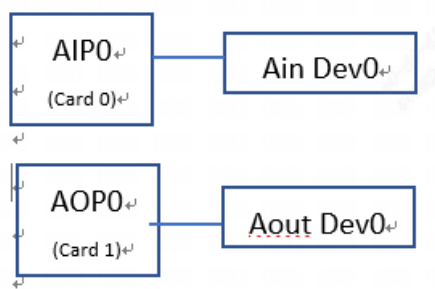 AIP0
(Card 0)
Ain Dev0
AOP0
(Card 1)
Aout Dev0